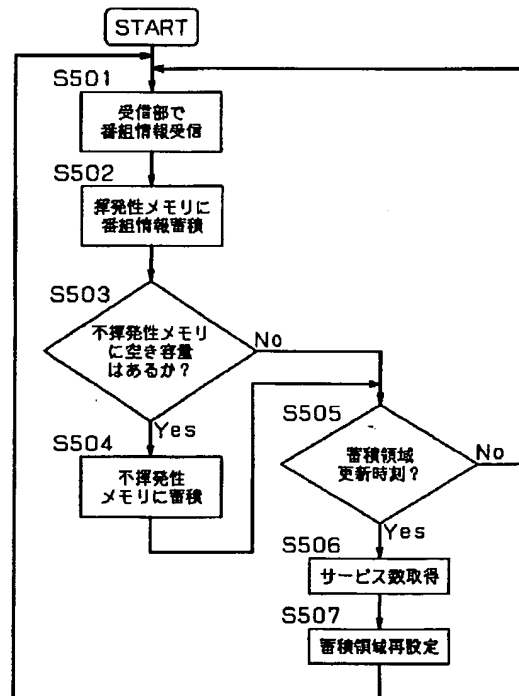 START
S501
受信部で
番組情報受信
S502
揮発性メモリに
番組情報蓄積
S503
不揮発性メモリ
に空き容量
はあるか？
No
Yes
S504
不揮発性
メモリに蓄積
S505
蓄積領域
更新時刻？
No
Yes
S506
サービス数取得
S507
蓄積領域再設定